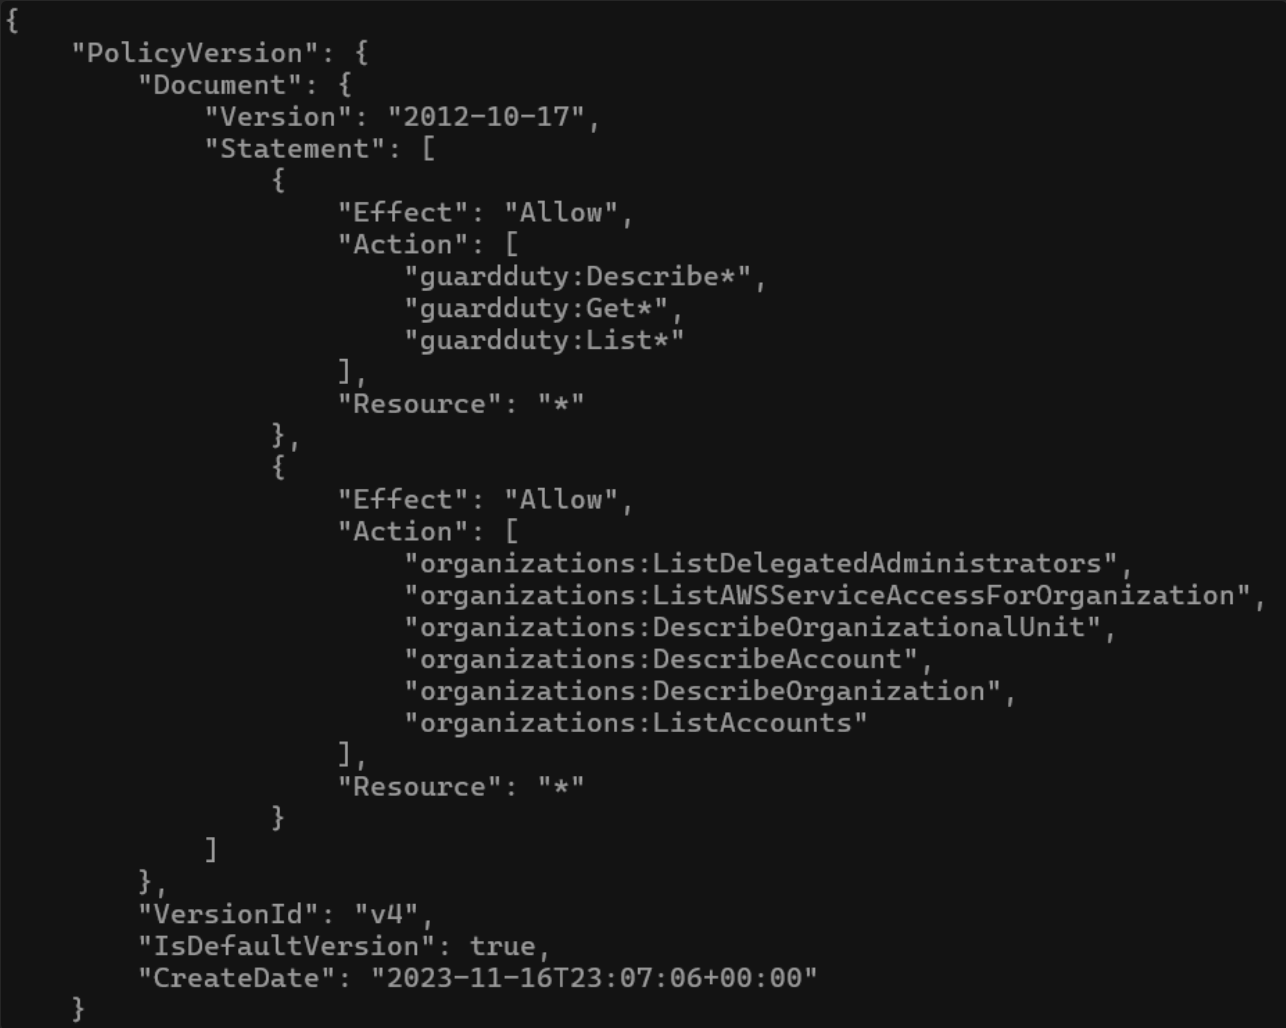 {
    "PolicyVersion": {
        "Document": {
            "Version": "2012-10-17",
            "Statement": [
                {
                    "Effect": "Allow",
                    "Action": [
                        "guardduty:Describe*",
                        "guardduty:Get*",
                        "guardduty:List*"
                    ],
                    "Resource": "*"
                },
                {
                    "Effect": "Allow",
                    "Action": [
                        "organizations:ListDelegatedAdministrators",
                        "organizations:ListAWSServiceAccessForOrganization",
                        "organizations:DescribeOrganizationalUnit",
                        "organizations:DescribeAccount",
                        "organizations:DescribeOrganization",
                        "organizations:ListAccounts"
                    ],
                    "Resource": "*"
                }
            ]
        },
        "VersionId": "v4",
        "IsDefaultVersion": true,
        "CreateDate": "2023-11-16T23:07:06+00:00"
    }